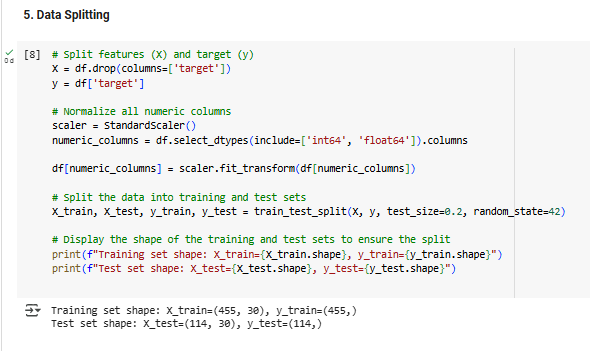 5. Data Splitting
[8] # Split features (X) and target (y)
0 d X = df.drop(columns=['target'])
y = df['target']
# Normalize all numeric columns
scaler = StandardScaler()
numeric_columns = df.select_dtypes(include=['int64', 'float64']).columns
df[numeric_columns] = scaler.fit_transform(df[numeric_columns])
# Split the data into training and test sets
X_train, X_test, y_train, y_test = train_test_split(X, y, test_size=0.2, random_state=42)
# Display the shape of the training and test sets to ensure the split
print(f"Training set shape: X_train={X_train.shape}, y_train={y_train.shape}")
print(f"Test set shape: X_test={X_test.shape}, y_test={y_test.shape}")
Training set shape: X_train=(455, 30), y_train=(455,)
Test set shape: X_test=(114, 30), y_test=(114,)